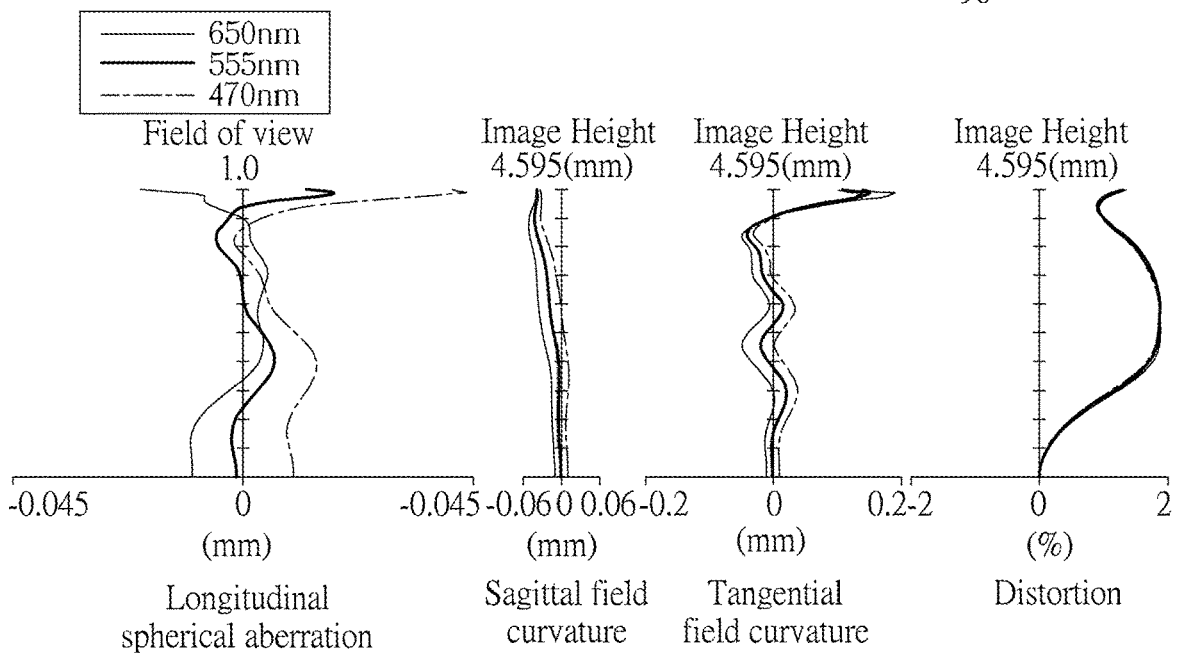 650nm
555nm
470nm
Field of view
1.0
Image Height
4.595(mm)
Image Height
4.595(mm)
Image Height
4.595(mm)
-0.045 0 -0.045
(mm)
Longitudinal
spherical aberration
-0.06 0 0.06
(mm)
Sagittal field
curvature
-0.2 0 0.2
(mm)
Tangential
field curvature
-2 0 2
(%)
Distortion